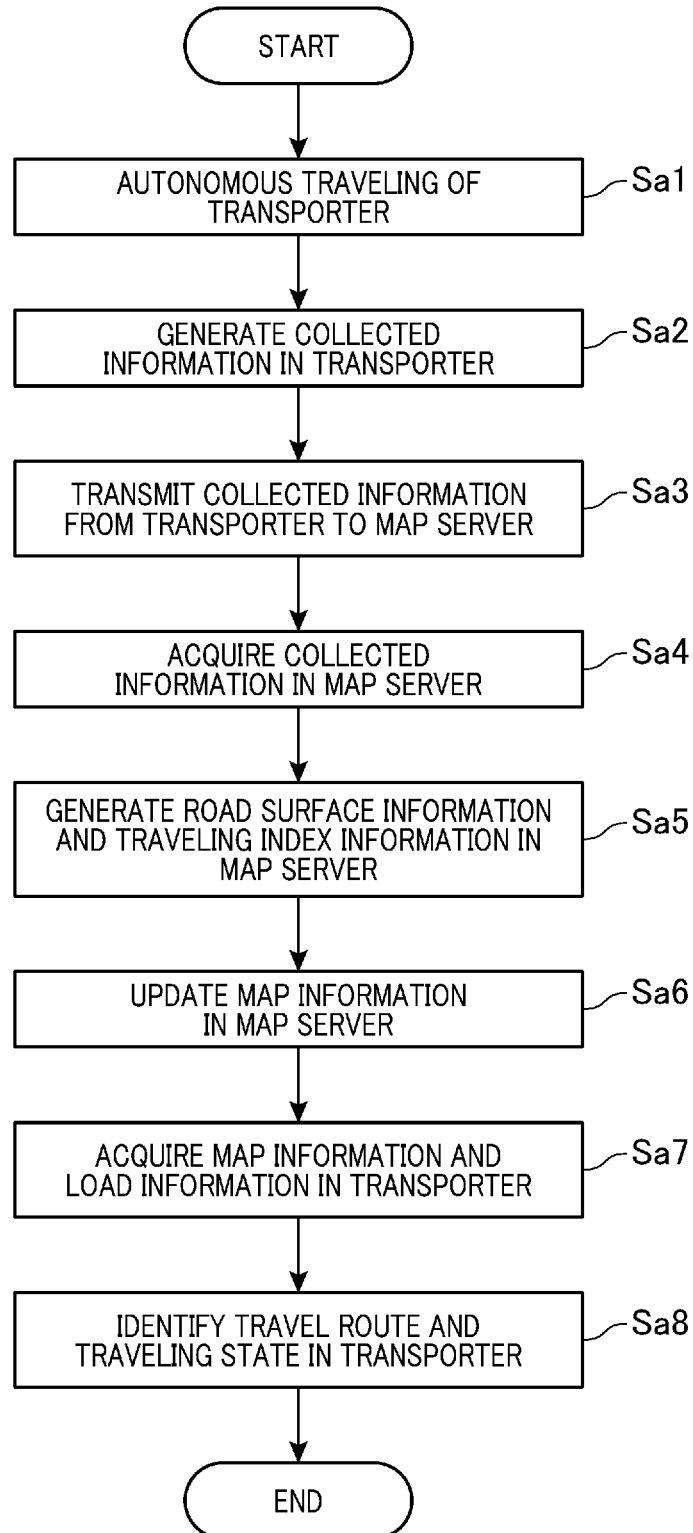 START
AUTONOMOUS TRAVELING OF
TRANSPORTER
Sa1
GENERATE COLLECTED
INFORMATION IN TRANSPORTER
Sa2
TRANSMIT COLLECTED INFORMATION
FROM TRANSPORTER TO MAP SERVER
Sa3
ACQUIRE COLLECTED
INFORMATION IN MAP SERVER
Sa4
GENERATE ROAD SURFACE INFORMATION
AND TRAVELING INDEX INFORMATION IN
MAP SERVER
Sa5
UPDATE MAP INFORMATION
IN MAP SERVER
Sa6
ACQUIRE MAP INFORMATION AND
LOAD INFORMATION IN TRANSPORTER
Sa7
IDENTIFY TRAVEL ROUTE AND
TRAVELING STATE IN TRANSPORTER
Sa8
END